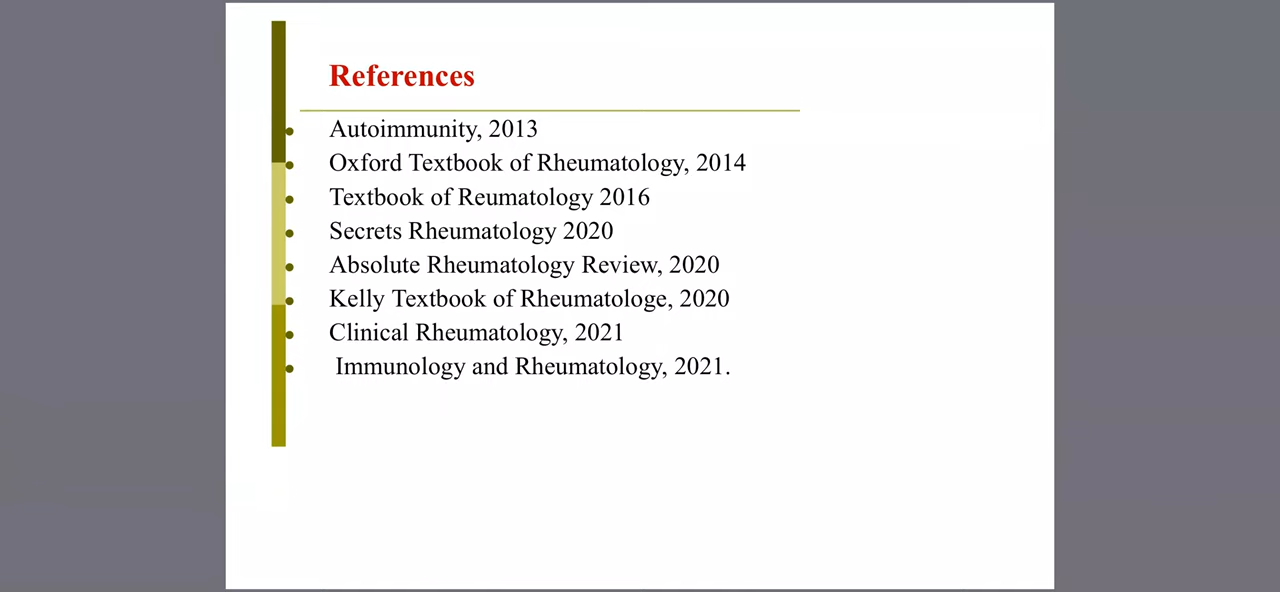 References
Autoimmunity, 2013
Oxford Textbook of Rheumatology, 2014
Textbook of Reumatology 2016
Secrets Rheumatology 2020
Absolute Rheumatology Review, 2020
Kelly Textbook of Rheumatologe, 2020
Clinical Rheumatology, 2021
Immunology and Rheumatology, 2021.